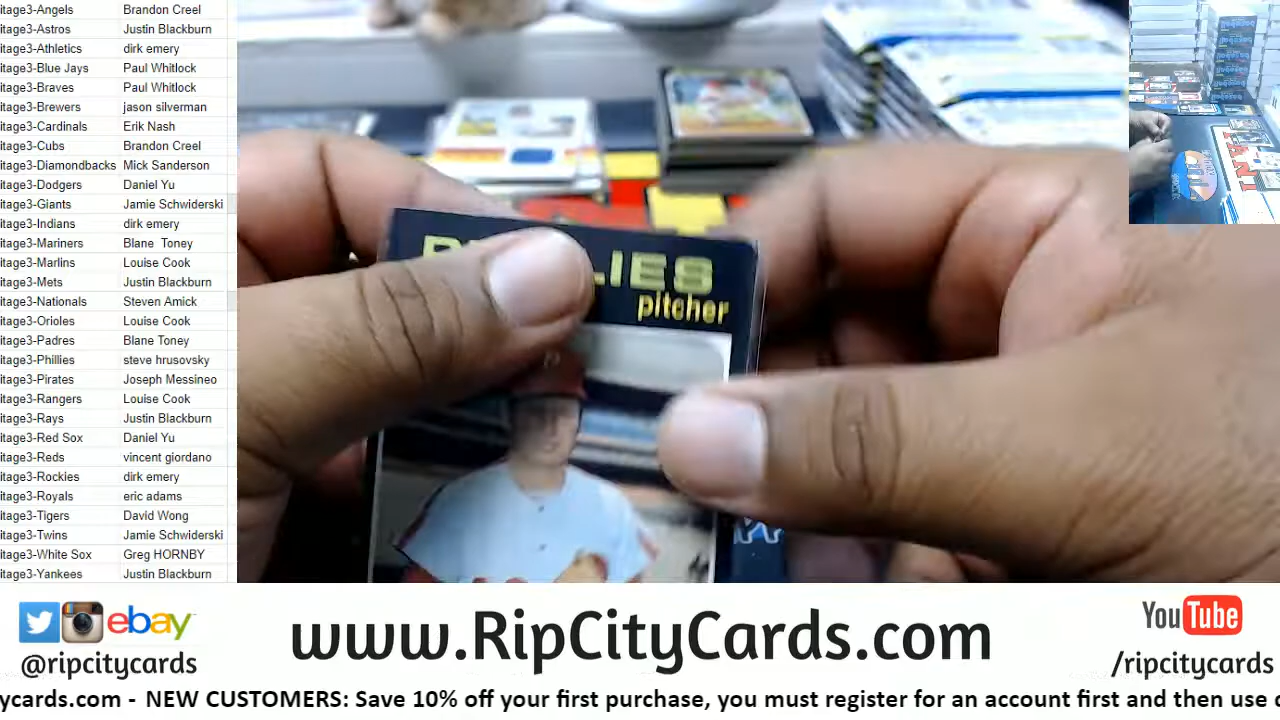 itage3-Angels Brandon Creel
itage3-Astros Justin Blackburn
itage3-Athletics dirk emery
itage3-Blue Jays Paul Whitlock
itage3-Braves Paul Whitlock
itage3-Brewers jason silverman
itage3-Cardinals Erik Nash
itage3-Cubs Brandon Creel
itage3-Diamondbacks Mick Sanderson
itage3-Dodgers Daniel Yu
itage3-Giants Jamie Schwiderski
itage3-Indians dirk emery
itage3-Mariners Blane Toney
itage3-Marlins Louise Cook
itage3-Mets Justin Blackburn
itage3-Nationals Steven Amick
itage3-Orioles Louise Cook
itage3-Padres Blane Toney
itage3-Phillies steve hrusovsky
itage3-Pirates Joseph Messineo
itage3-Rangers Louise Cook
itage3-Rays Justin Blackburn
itage3-Red Sox Daniel Yu
itage3-Reds vincent giordano
itage3-Rockies dirk emery
itage3-Royals eric adams
itage3-Tigers David Wong
itage3-Twins Jamie Schwiderski
itage3-White Sox Greg HORNBY
itage3-Yankees Justin Blackburn
LIES
pitcher
ebay
@ripcitycards
www.RipCityCards.com
YouTube
/ripcitycards
ycards.com - NEW CUSTOMERS: Save 10% off your first purchase, you must register for an account first and then use